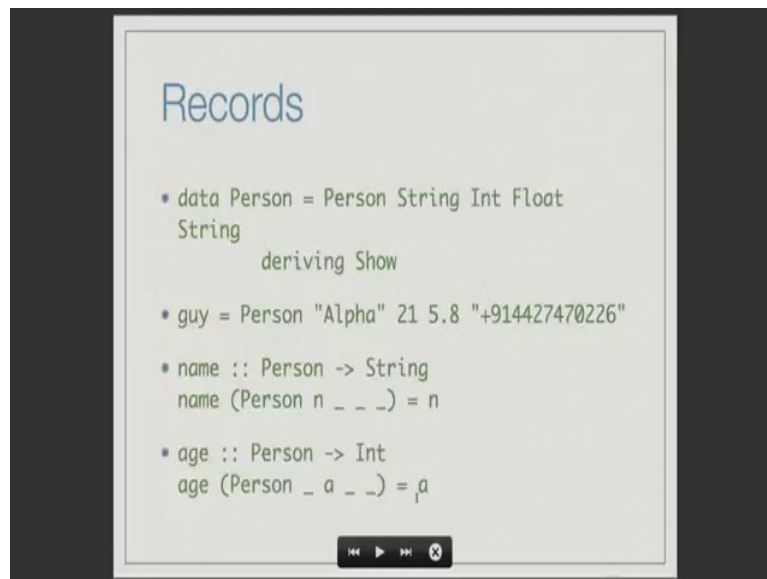 Records
• data Person = Person String Int Float
String
deriving Show
• guy = Person "Alpha" 21 5.8 "+914427470226"
• name :: Person -> String
name (Person n _ _ _) = n
• age :: Person -> Int
age (Person _ a _ _) = a